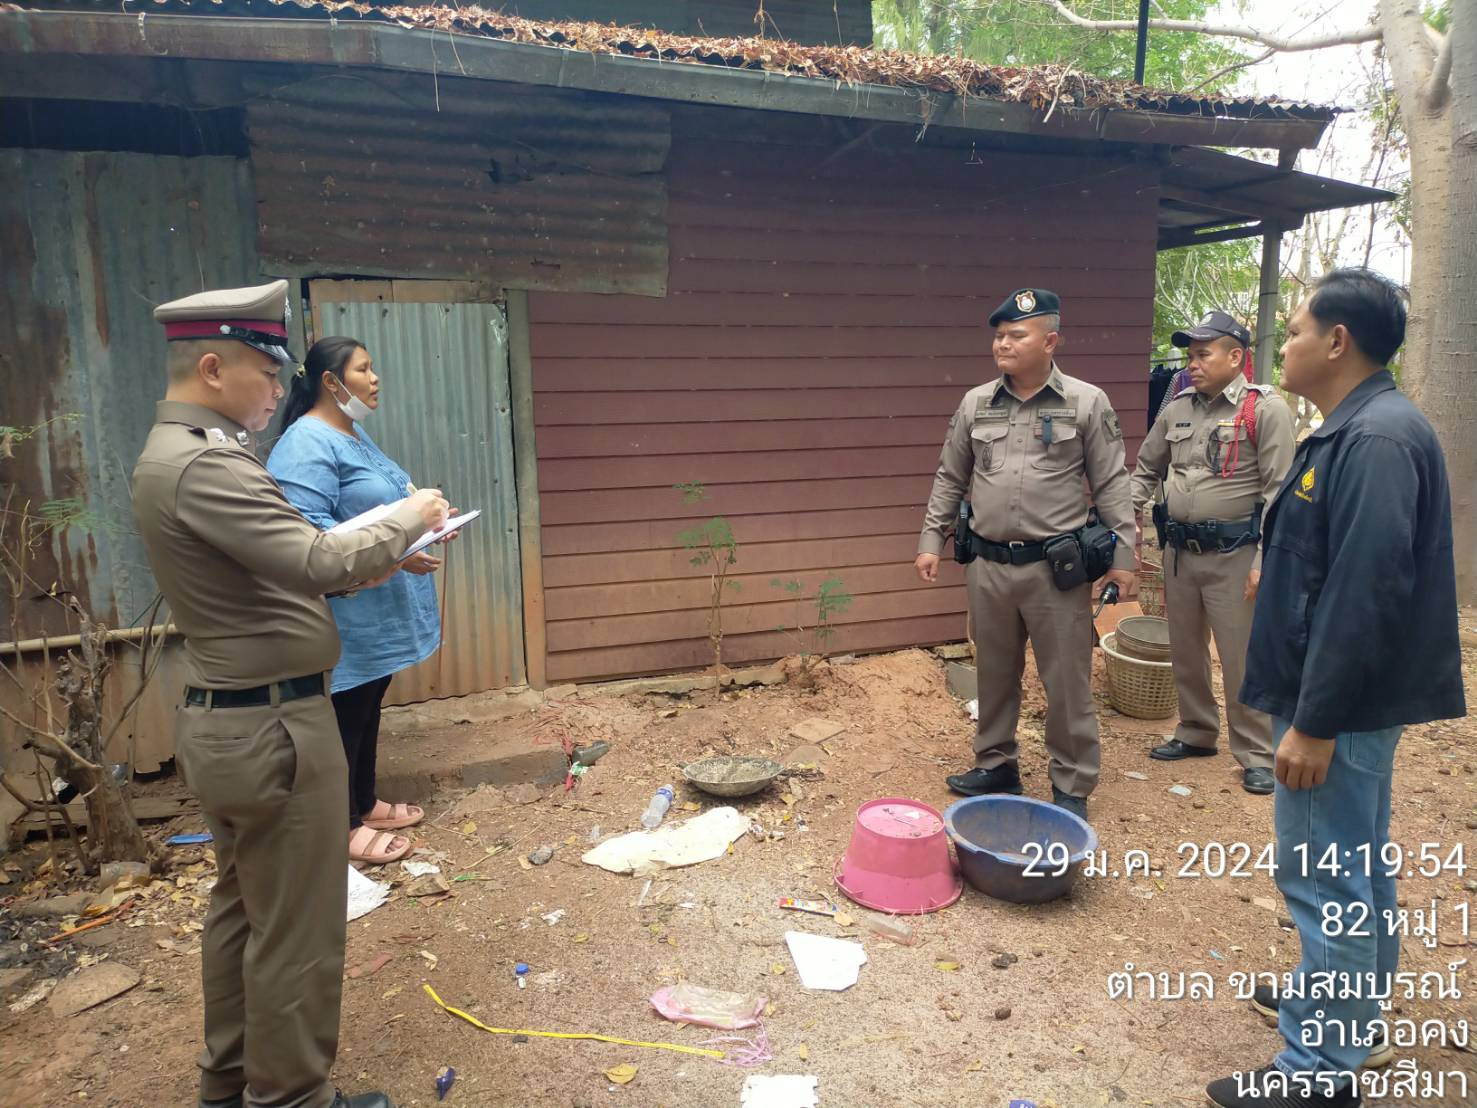 29 ม.ค. 2024 14:19:54
82 หมู่ 1
ตำบล ขามสมบูรณ์
อำเภอคง
นครราชสีมา